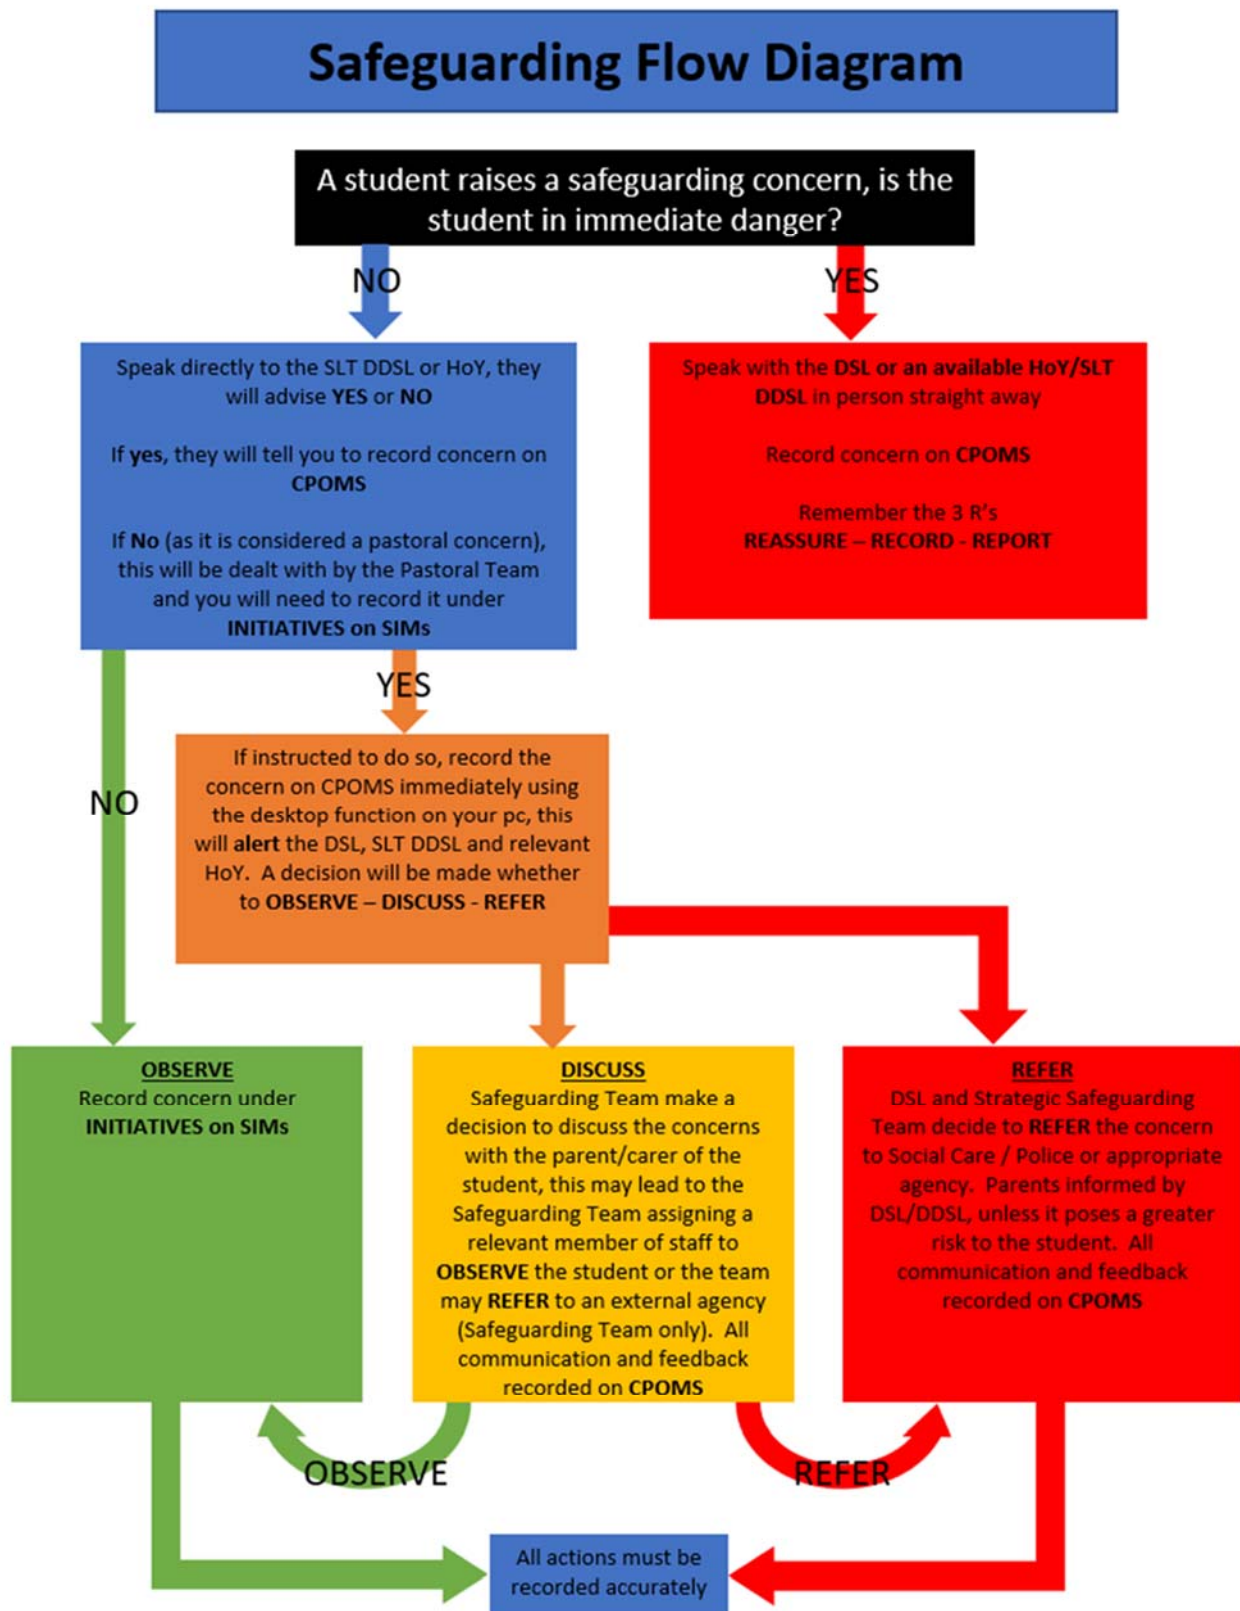 Safeguarding Flow Diagram
A student raises a safeguarding concern, is the
student in immediate danger?
NO
YES
Speak directly to the SLT DDSL or HoY, they
will advise YES or NO
If yes, they will tell you to record concern on
CPOMS
If No (as it is considered a pastoral concern),
this will be dealt with by the Pastoral Team
and you will need to record it under
INITIATIVES on SIMs
Speak with the DSL or an available HoY/SLT
DDSL in person straight away
Record concern on CPOMS
Remember the 3 R's
REASSURE – RECORD - REPORT
YES
NO
If instructed to do so, record the
concern on CPOMS immediately using
the desktop function on your pc, this
will alert the DSL, SLT DDSL and relevant
HoY. A decision will be made whether
to OBSERVE – DISCUSS - REFER
OBSERVE
Record concern under
INITIATIVES on SIMs
DISCUSS
Safeguarding Team make a
decision to discuss the concerns
with the parent/carer of the
student, this may lead to the
Safeguarding Team assigning a
relevant member of staff to
OBSERVE the student or the team
may REFER to an external agency
(Safeguarding Team only). All
communication and feedback
recorded on CPOMS
REFER
DSL and Strategic Safeguarding
Team decide to REFER the concern
to Social Care / Police or appropriate
agency. Parents informed by
DSL/DDSL, unless it poses a greater
risk to the student. All
communication and feedback
recorded on CPOMS
OBSERVE
REFER
All actions must be
recorded accurately